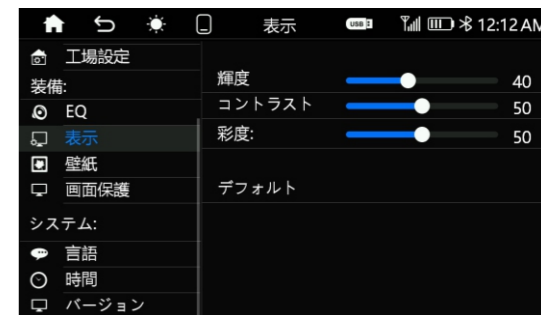 表示 USB 12:12 AM
工場設定
装備:
EQ
表示
壁紙
画面保護
システム:
言語
時間
バージョン
輝度 40
コントラスト 50
彩度: 50
デフォルト